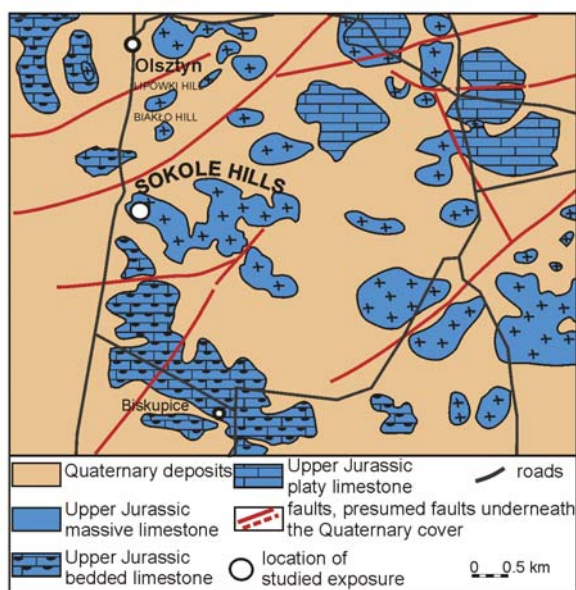 Olsztyn
LIPÓWKI HILL
BIAKŁO HILL
SOKOLE HILLS
Biskupice
Quaternary deposits
Upper Jurassic
massive limestone
Upper Jurassic
bedded limestone
Upper Jurassic
platy limestone
faults, presumed faults underneath
the Quaternary cover
location of
studied exposure
roads
0 0.5 km